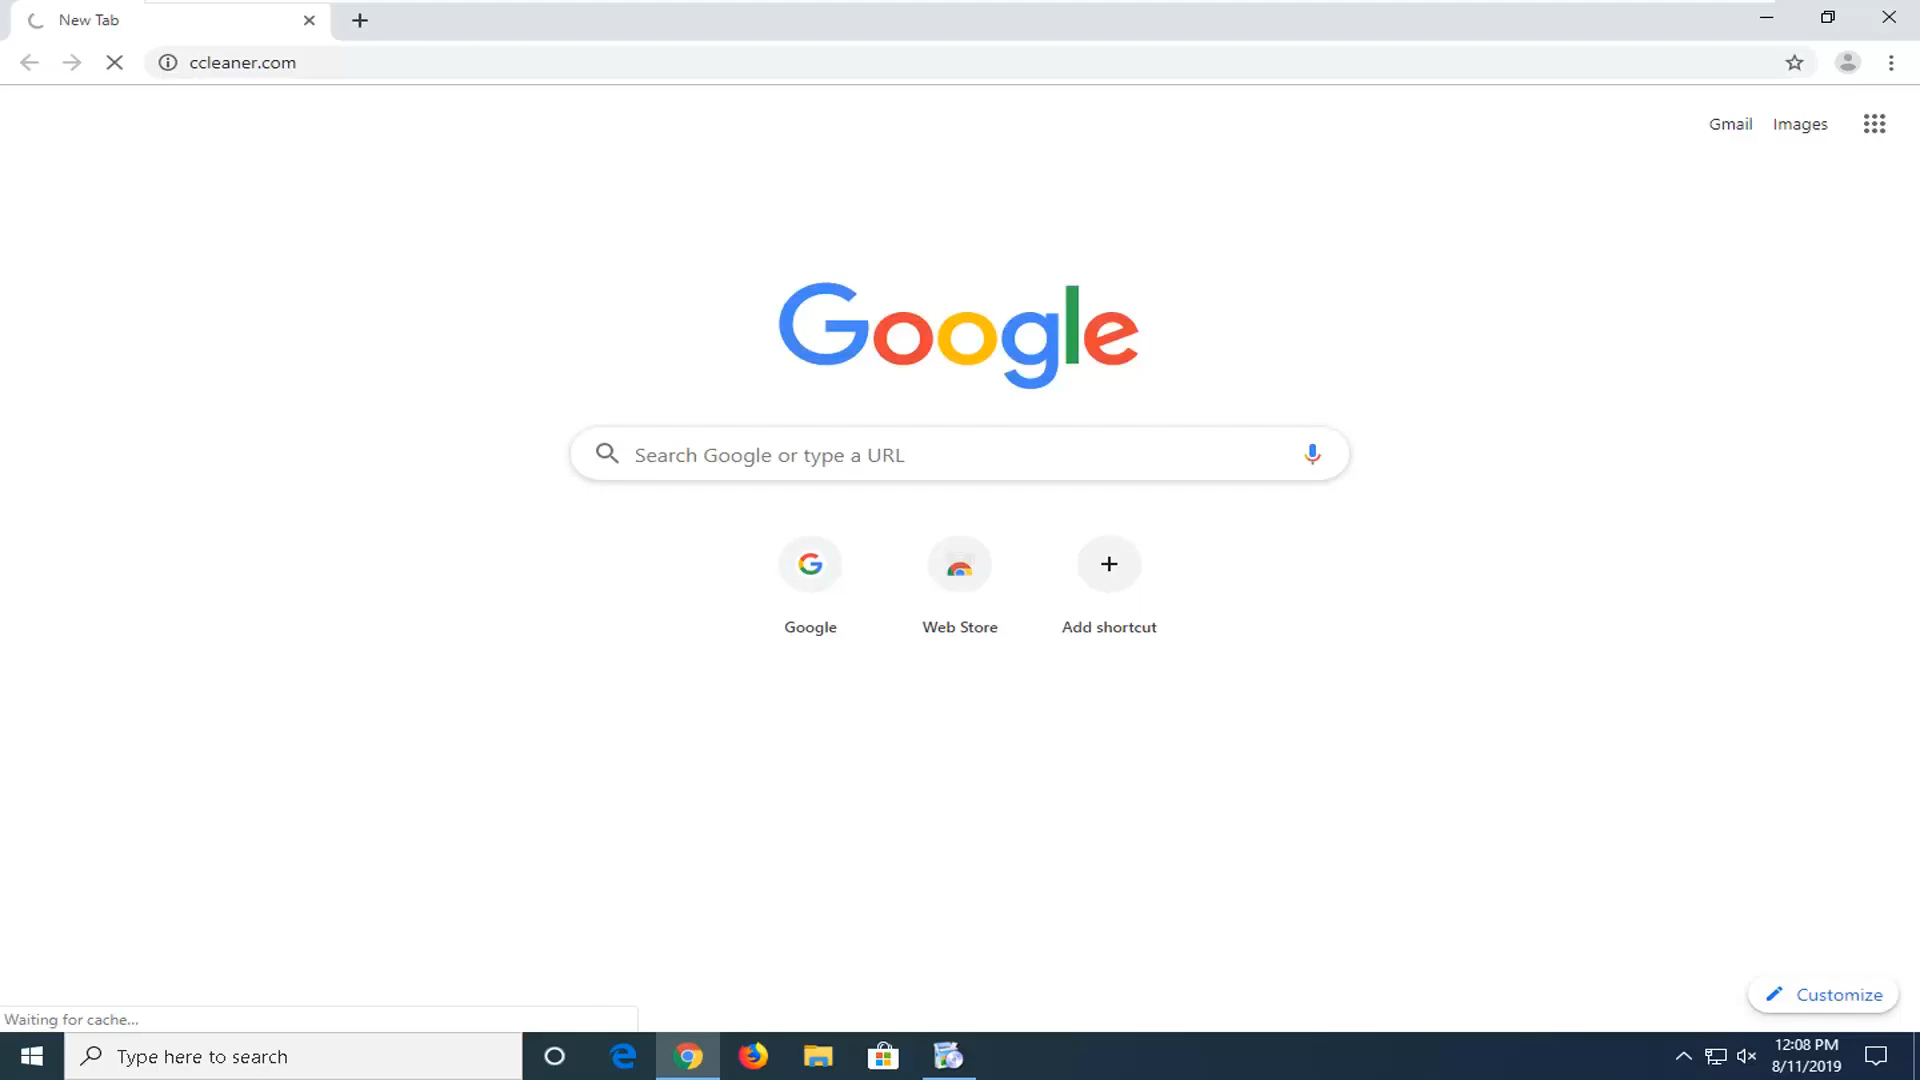 New Tab
ccleaner.com
Gmail Images
Google
Search Google or type a URL
Google Web Store Add shortcut
Customize
Waiting for cache...
Type here to search
12:08 PM
8/11/2019